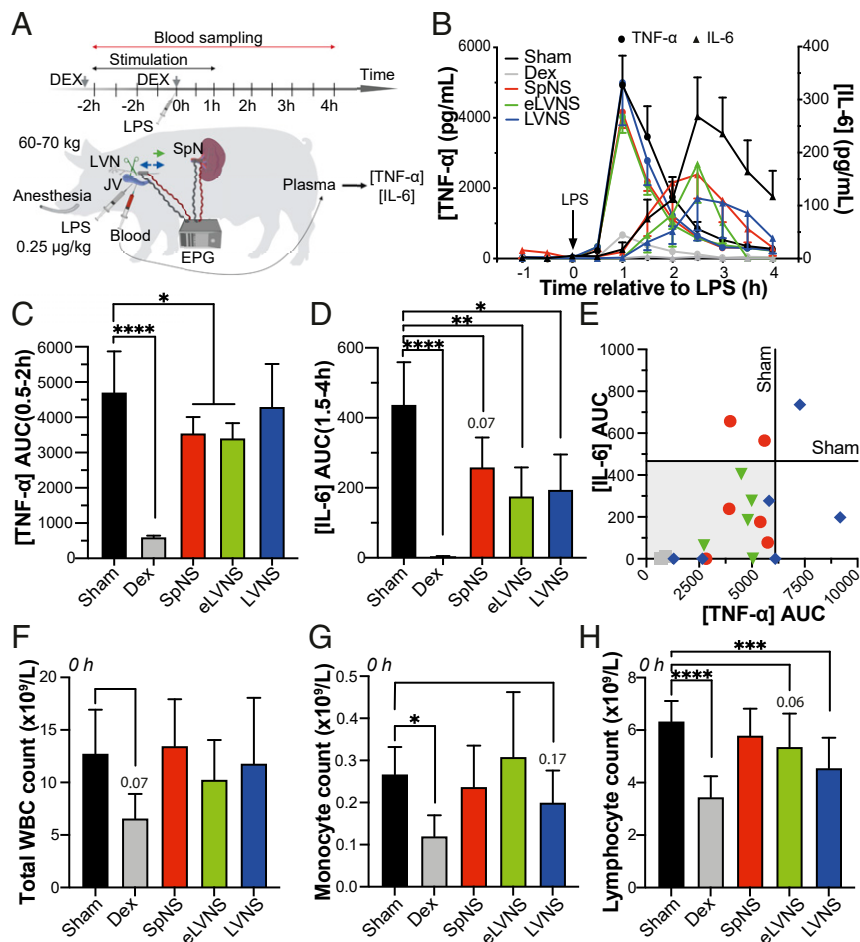 A
Blood sampling
Stimulation
DEX DEX Time
-2h -1h 0h 1h 2h 3h 4h
LPS
60-70 kg
SpN
LVN
JV
Anesthesia
Plasma [TNF-α]
[IL-6]
LPS
0.25 µg/kg
Blood
EPG
B
TNF-α IL-6
Sham
Dex
SpNS
eLVNS
LVNS
[TNF-α] (pg/mL)
6000
4000
2000
0
LPS
400
300
200
100
0
[IL-6] (pg/mL)
-1 0 1 2 3 4
Time relative to LPS (h)
C
*
****
[TNF-α] AUC(0.5-2h)
6000
5000
4000
3000
2000
1000
0
Sham Dex SpNS eLVNS LVNS
D
*
**
****
0.07
[IL-6] AUC(1.5-4h)
600
400
200
0
Sham Dex SpNS eLVNS LVNS
E
Sham
Sham
[IL-6] AUC
1000
800
600
400
200
0
2500 5000 7500 10000
[TNF-α] AUC
F
0 h
0.07
Total WBC count (x10⁹/L)
20
15
10
5
0
Sham Dex SpNS eLVNS LVNS
G
0 h
*
0.17
Monocyte count (x10⁹/L)
0.5
0.4
0.3
0.2
0.1
0.0
Sham Dex SpNS eLVNS LVNS
H
0 h
***
****
0.06
Lymphocyte count (x10⁹/L)
8
6
4
2
0
Sham Dex SpNS eLVNS LVNS